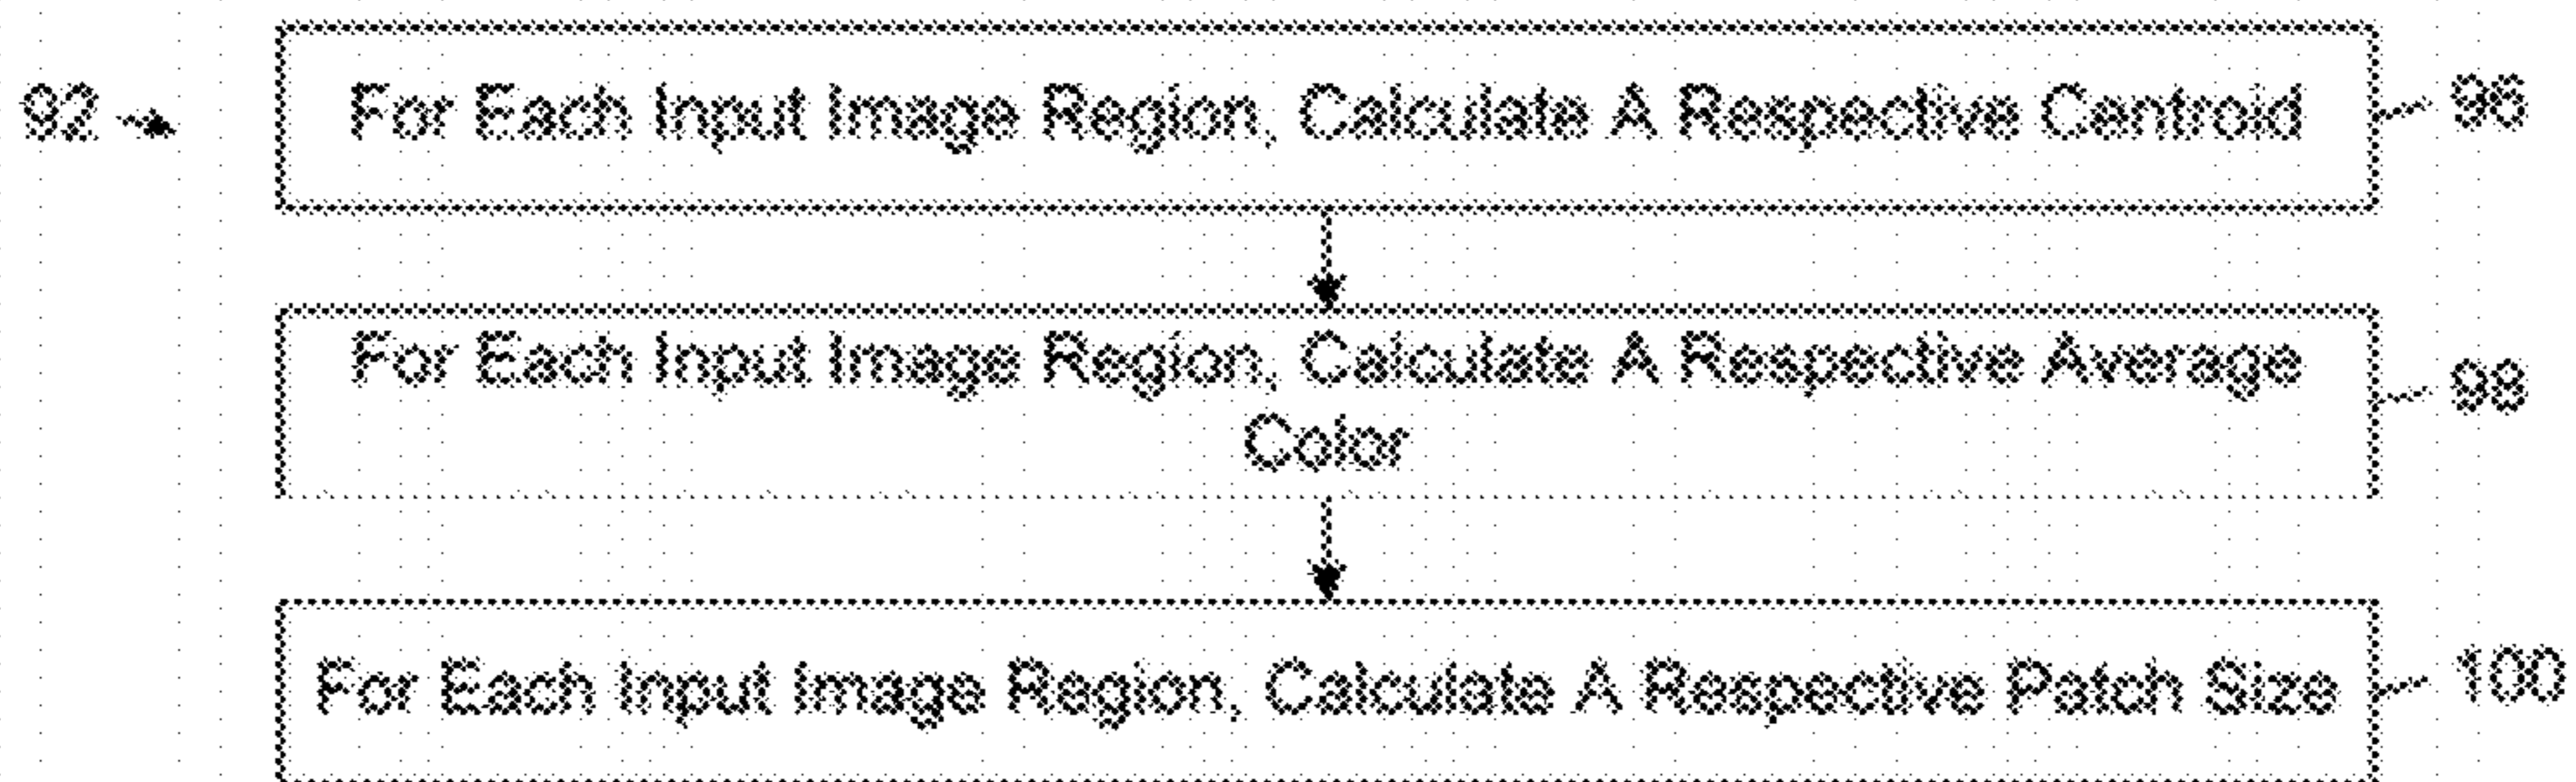 92
For Each Input Image Region, Calculate A Respective Centroid
96
For Each Input Image Region, Calculate A Respective Average
Color
98
For Each Input Image Region, Calculate A Respective Patch Size
100